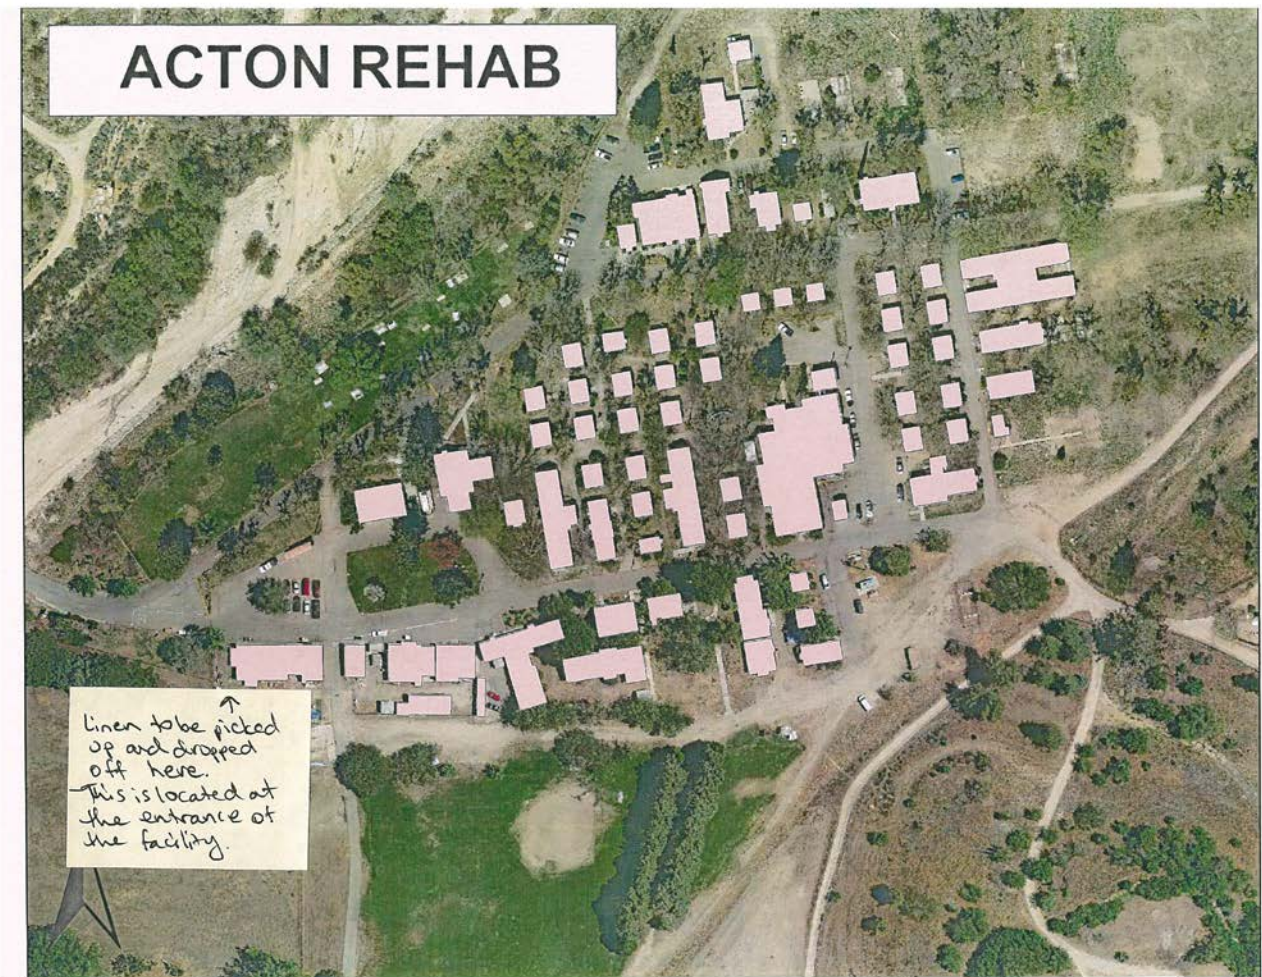 ACTON REHAB
Linen to be picked
up and dropped
off here.
This is located at
the entrance of
the facility.